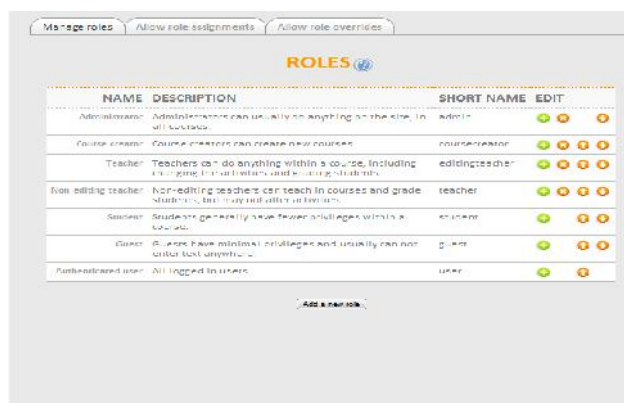 Manage roles Allow role assignments Allow role overrides
ROLES
NAME DESCRIPTION SHORT NAME EDIT
Administrator Administrators can usually do anything on the site, in all courses. admin
Course creator Course creators can create new courses coursecreator
Teacher Teachers can do anything within a course, including changing the activities and grading students. editingteacher
Non-editing teacher Non-editing teachers can teach in courses and grade students, but may not alter activities. teacher
Student Students generally have fewer privileges within a course. student
Guest Guests have minimal privileges and usually can not enter text anywhere. guest
Authenticated user All logged in users. user
Add a new role